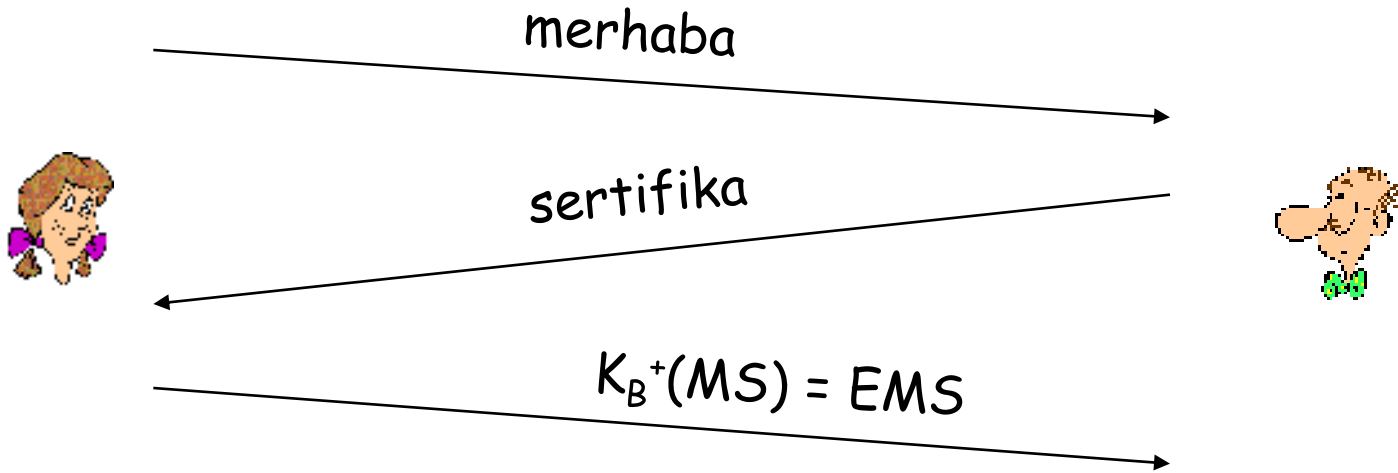 merhaba
sertifika
K_B^+(MS) = EMS